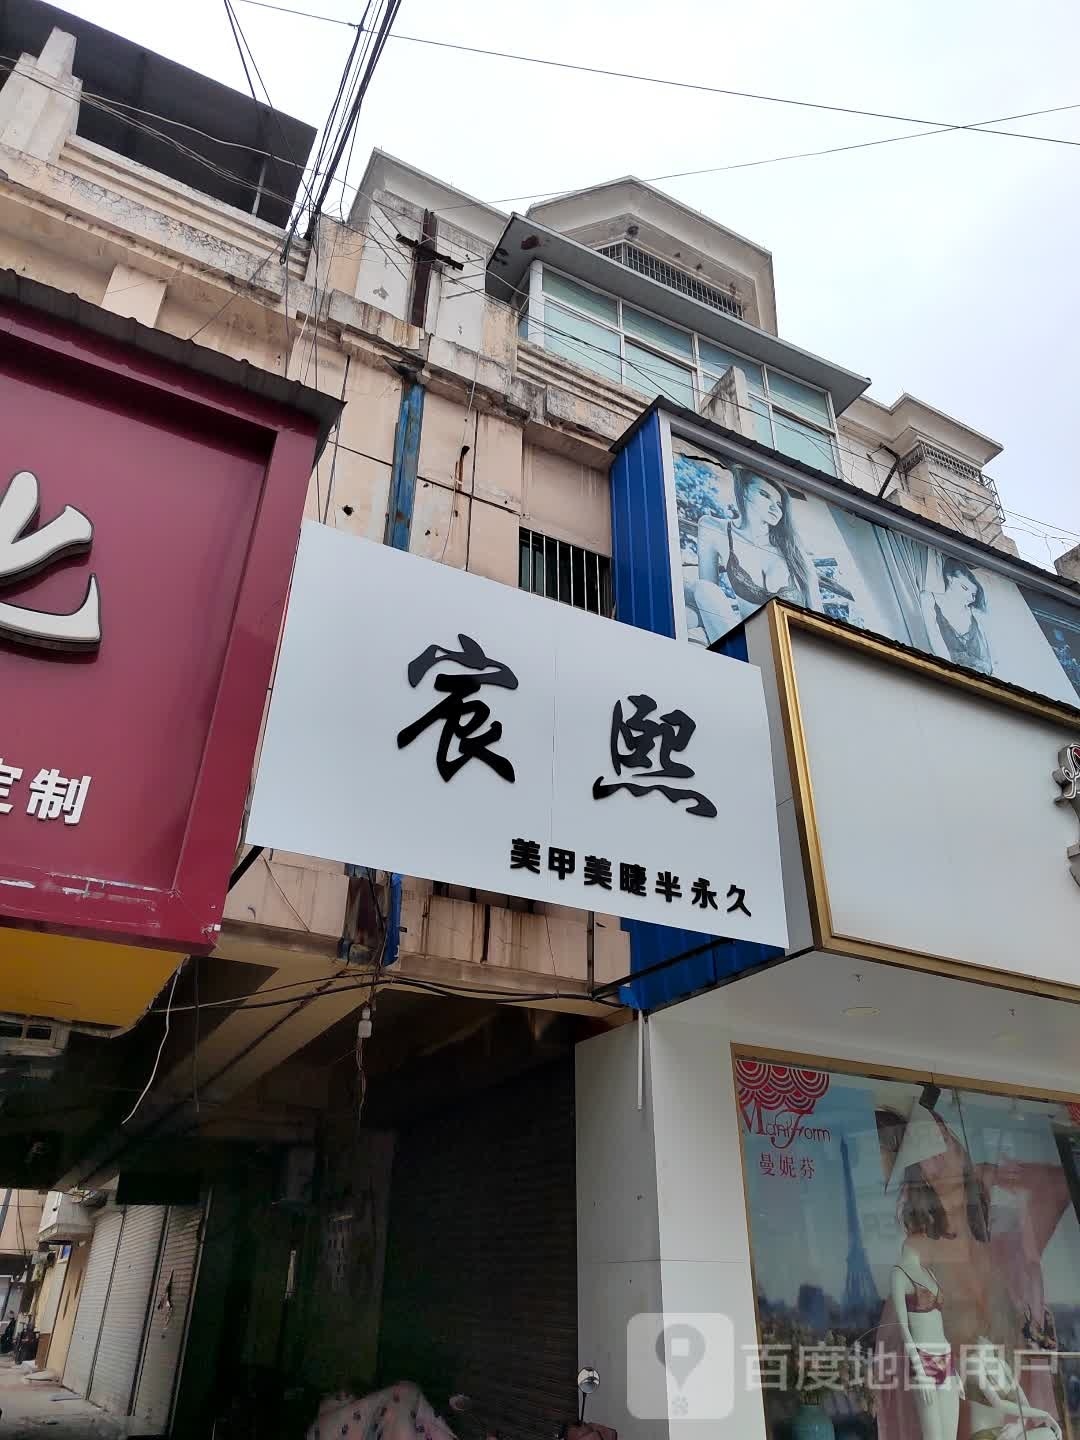 宸熙
美甲美睫半永久
定制
Maniform
曼妮芬
百度地图用户